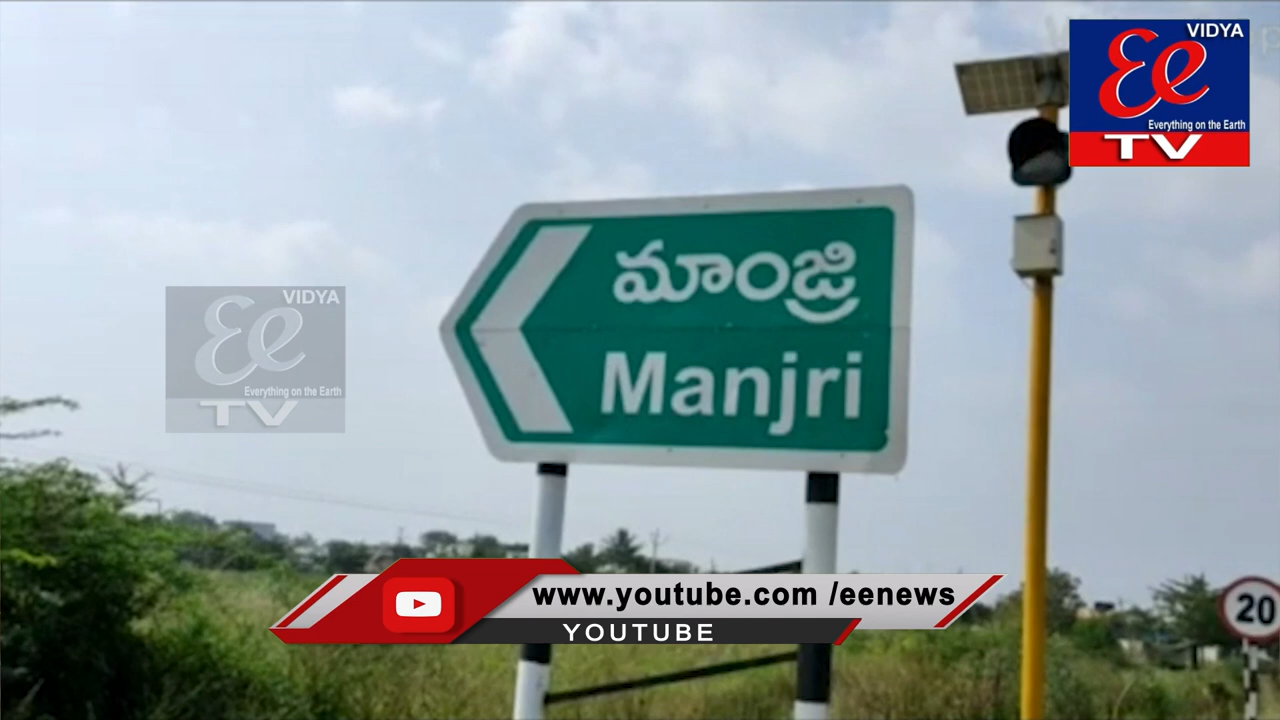 VIDYA
Ee
Everything on the Earth
TV
మాంజ్రి
Manjri
VIDYA
Ee
Everything on the Earth
TV
www.youtube.com /eenews
YOUTUBE
20